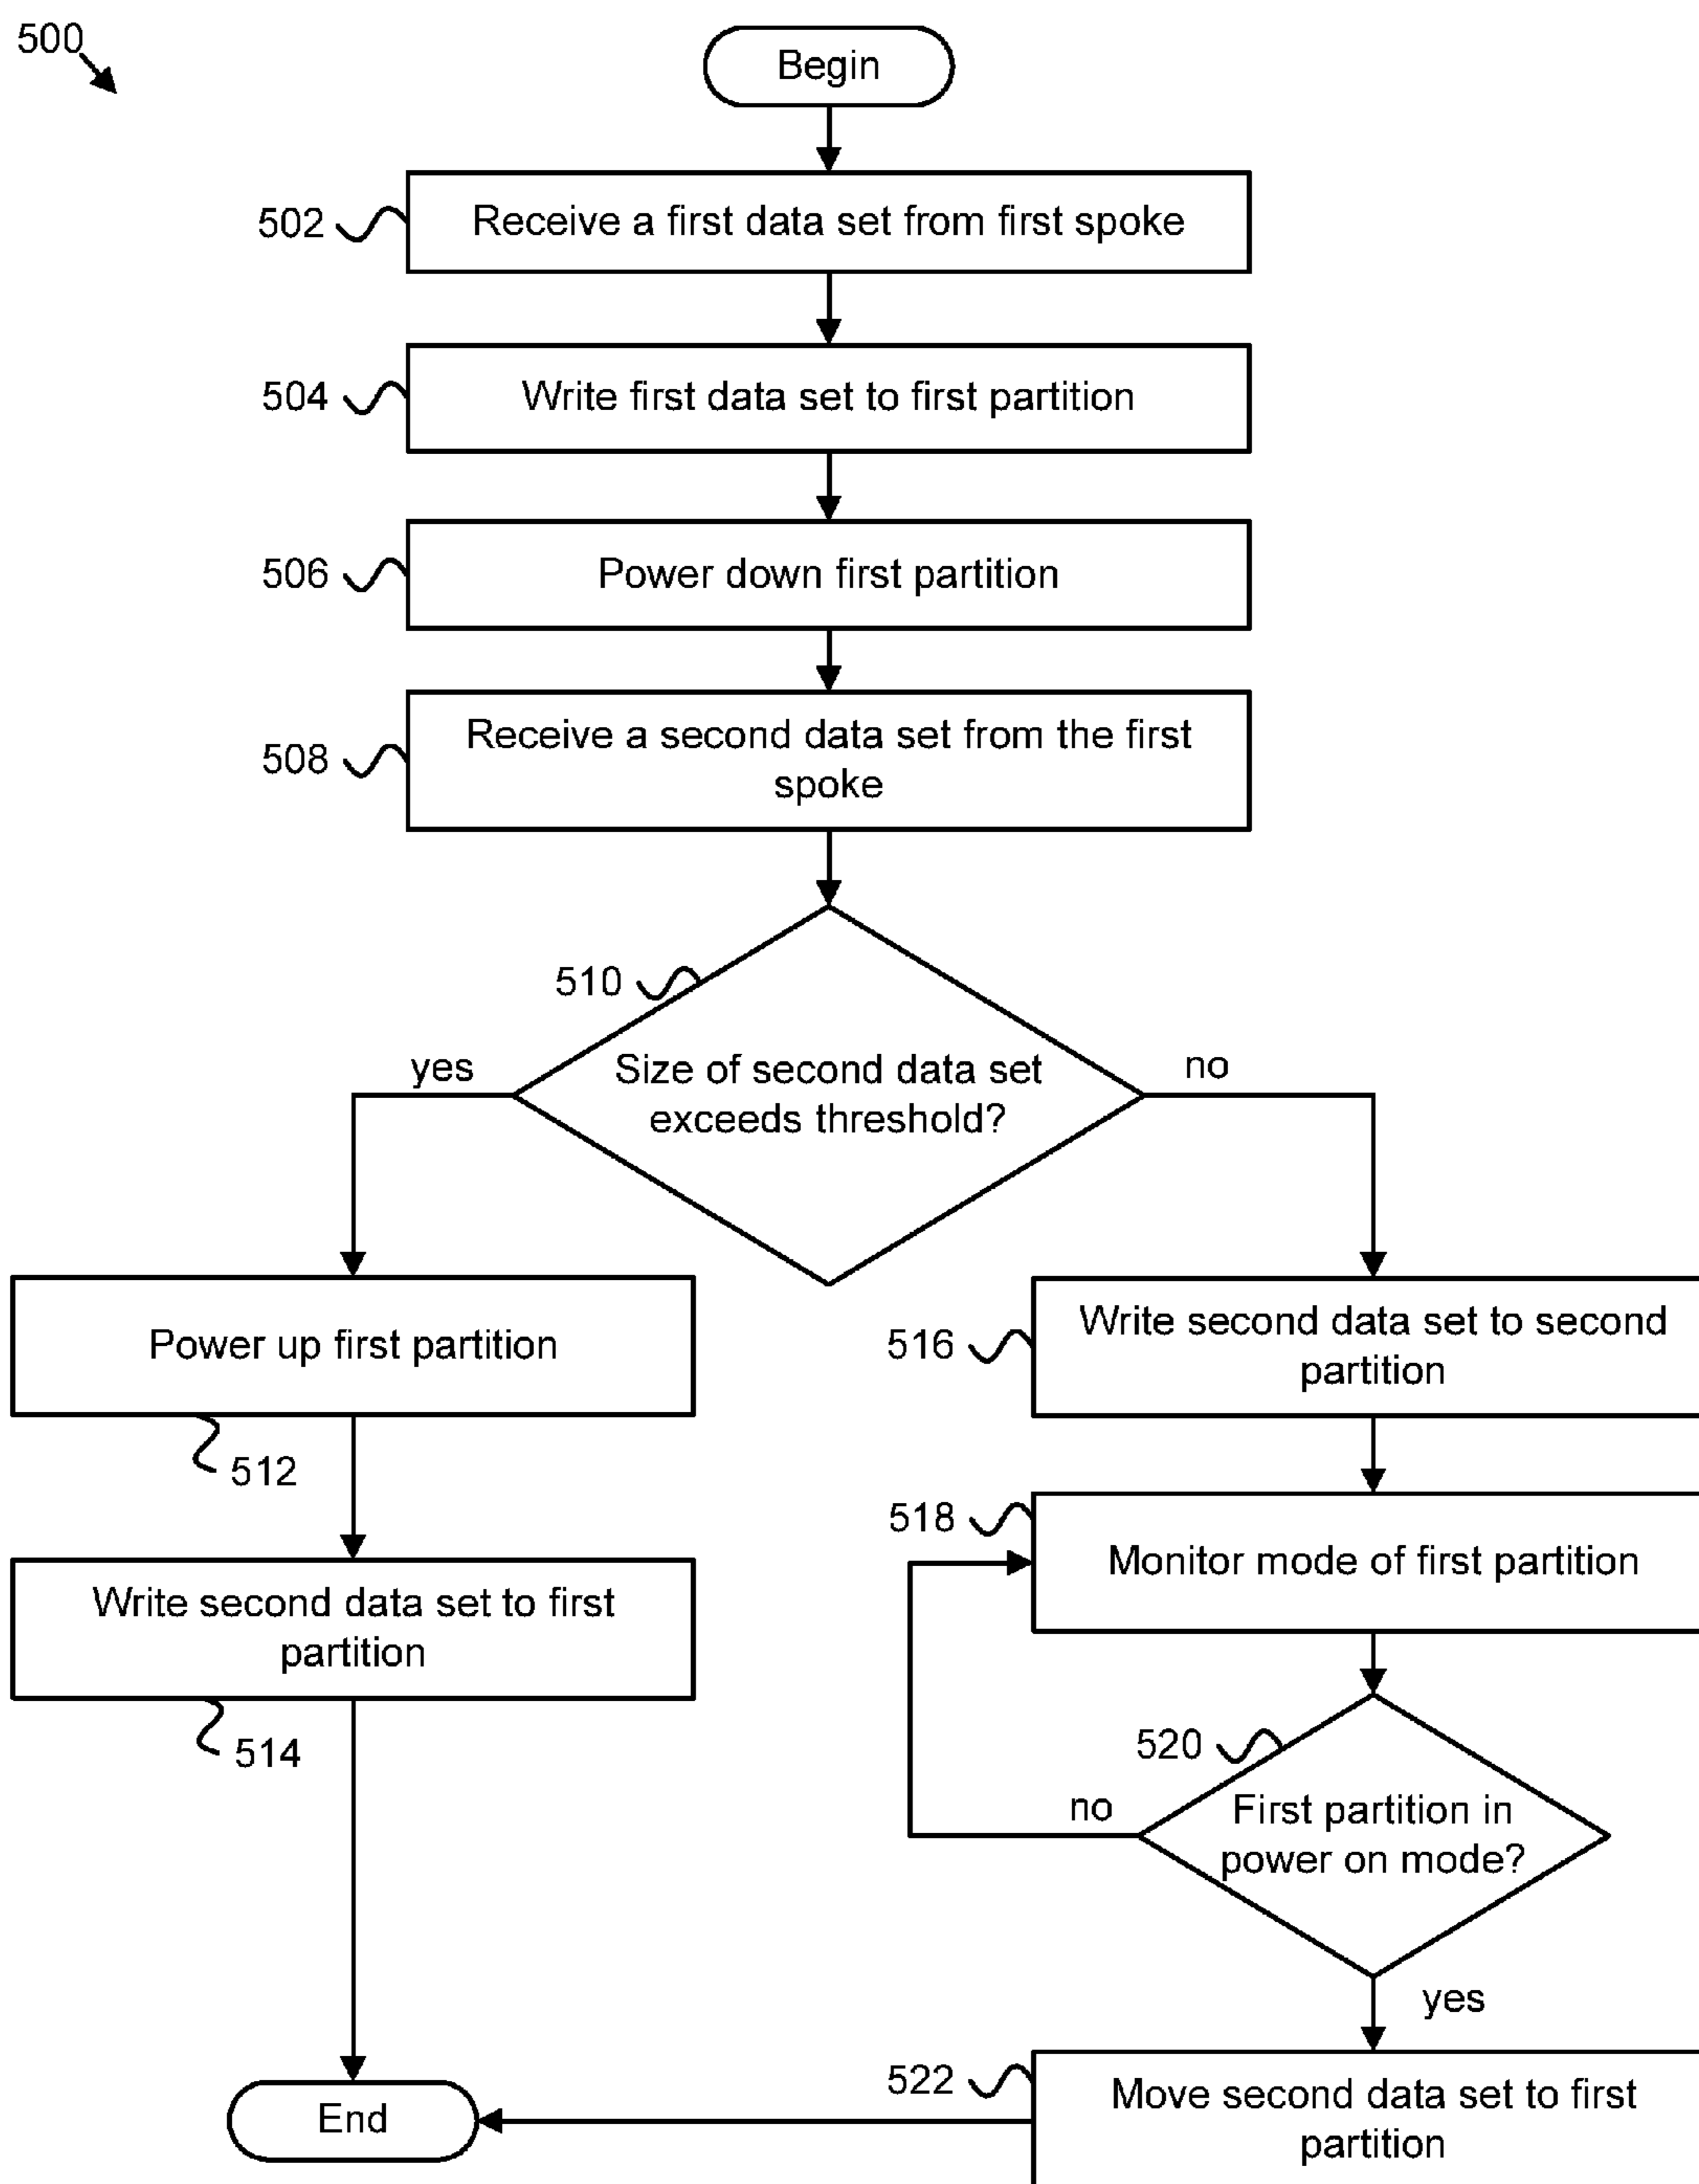 500
Begin
502
Receive a first data set from first spoke
504
Write first data set to first partition
506
Power down first partition
508
Receive a second data set from the first
spoke
510
Size of second data set
exceeds threshold?
yes
no
Power up first partition
512
Write second data set to first
partition
514
516
Write second data set to second
partition
518
Monitor mode of first partition
520
First partition in
power on mode?
no
yes
522
Move second data set to first
partition
End